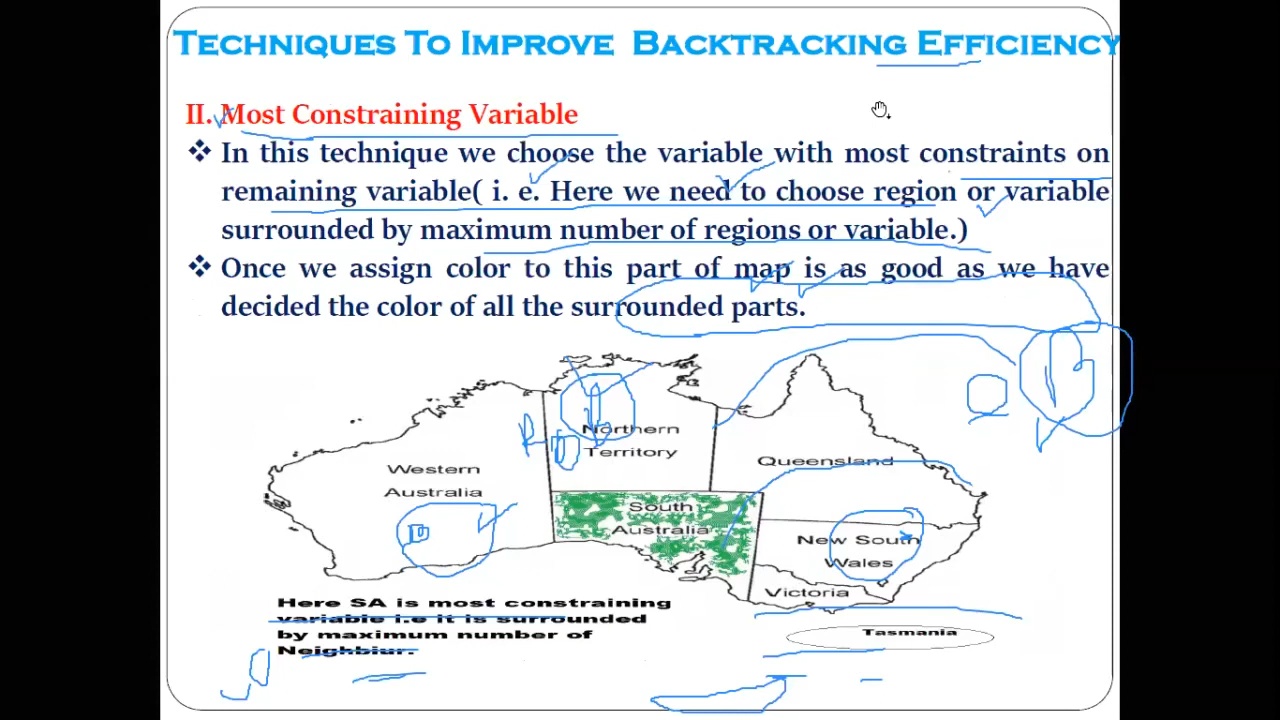 TECHNIQUES TO IMPROVE BACKTRACKING EFFICIENCY
II. Most Constraining Variable
❖ In this technique we choose the variable with most constraints on
remaining variable( i. e. Here we need to choose region or variable
surrounded by maximum number of regions or variable.)
❖ Once we assign color to this part of map is as good as we have
decided the color of all the surrounded parts.
Northern
Territory
Queensland
Western
Australia
South
Australia
New South
Wales
Victoria
Here SA is most constraining
variable i.e it is surrounded
by maximum number of
Neighbiur.
Tasmania